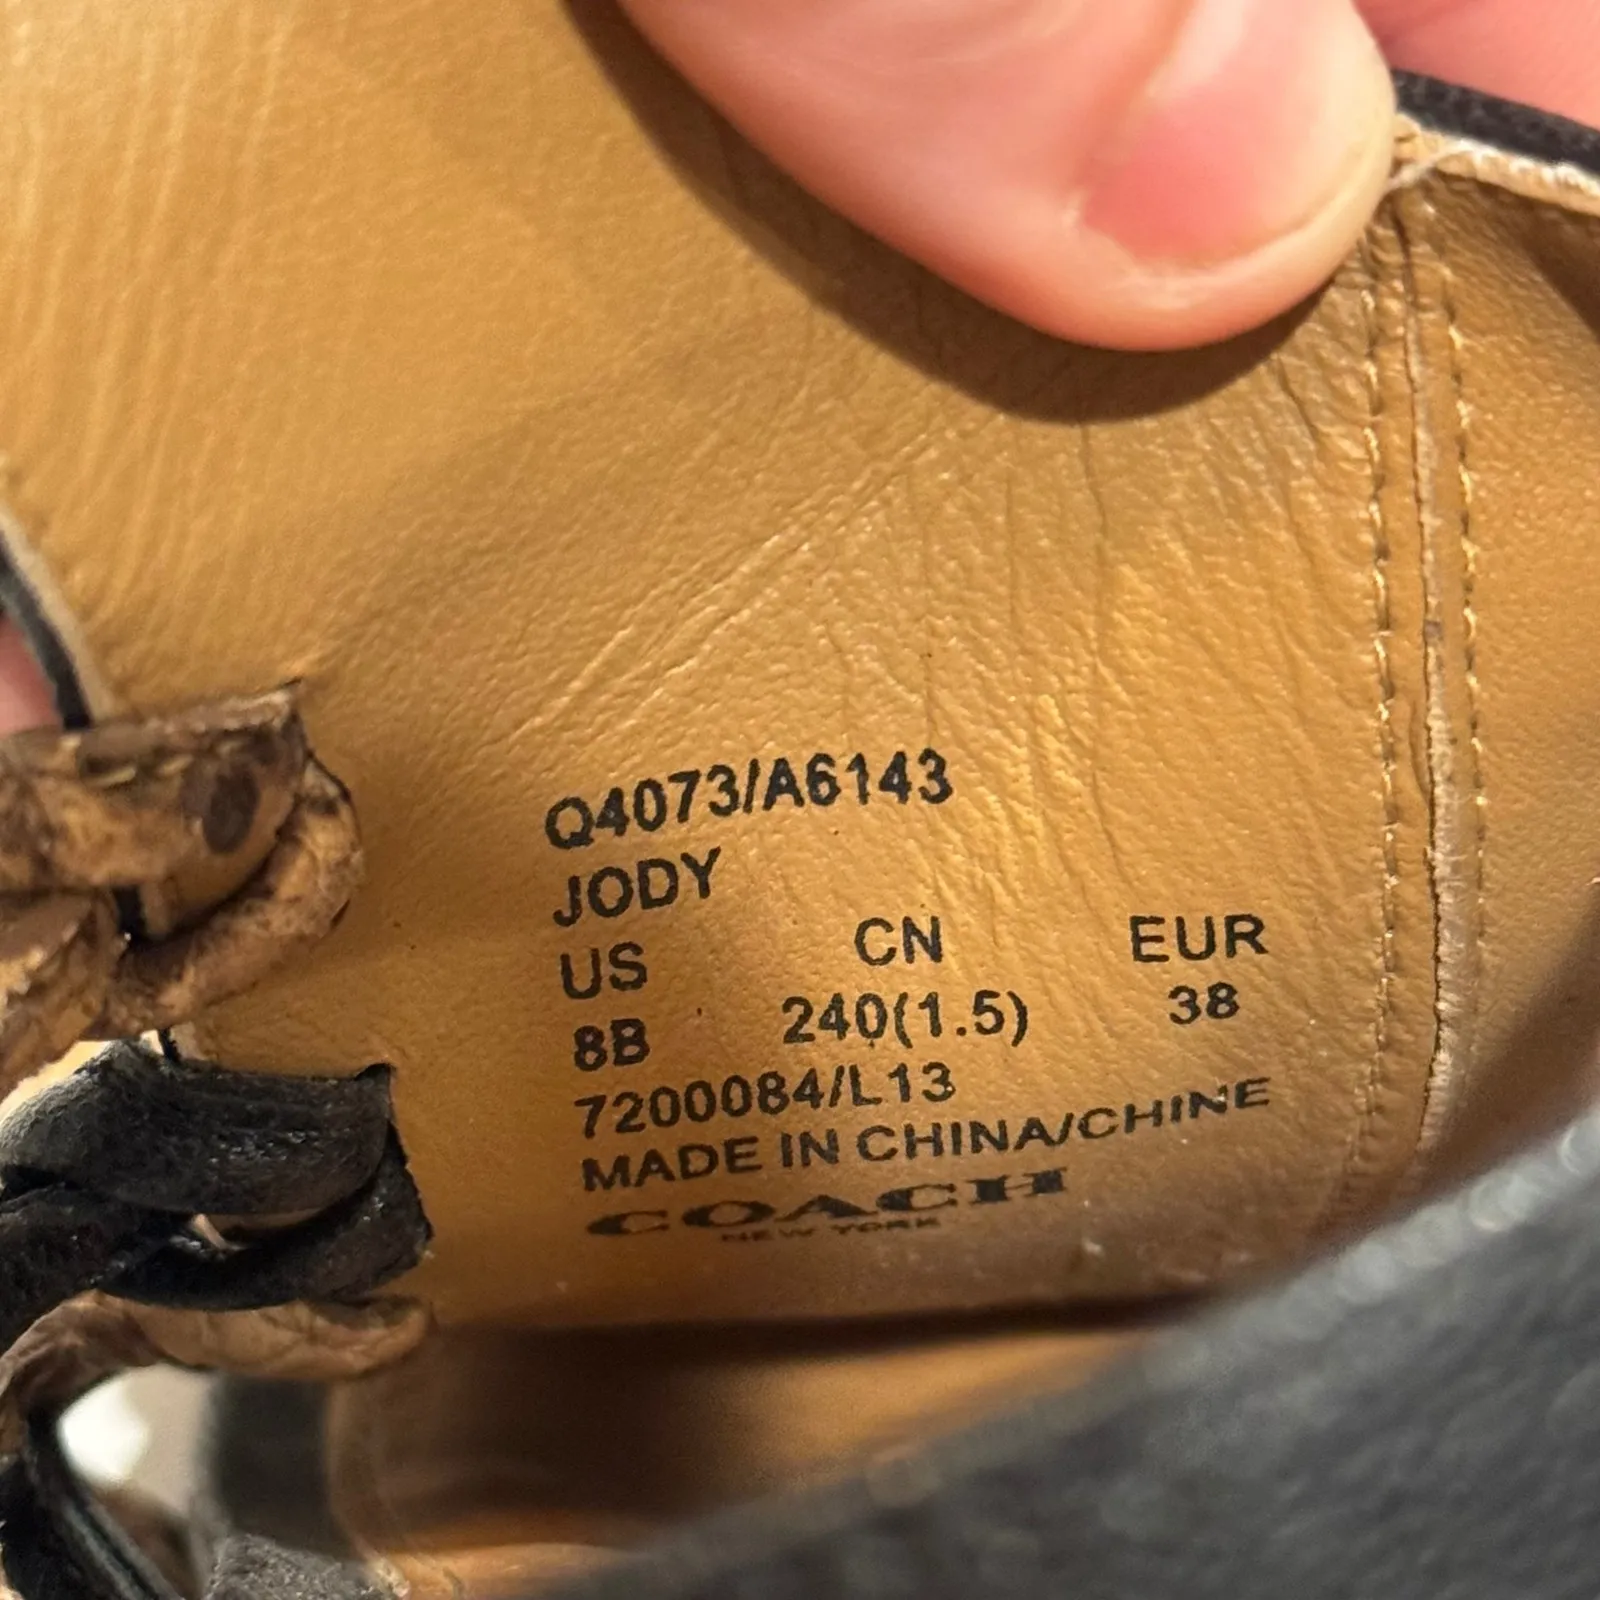 Q4073/A6143
JODY
US CN EUR
8B 240(1.5) 38
7200084/L13
MADE IN CHINA/CHINE
COACH
NEW YORK